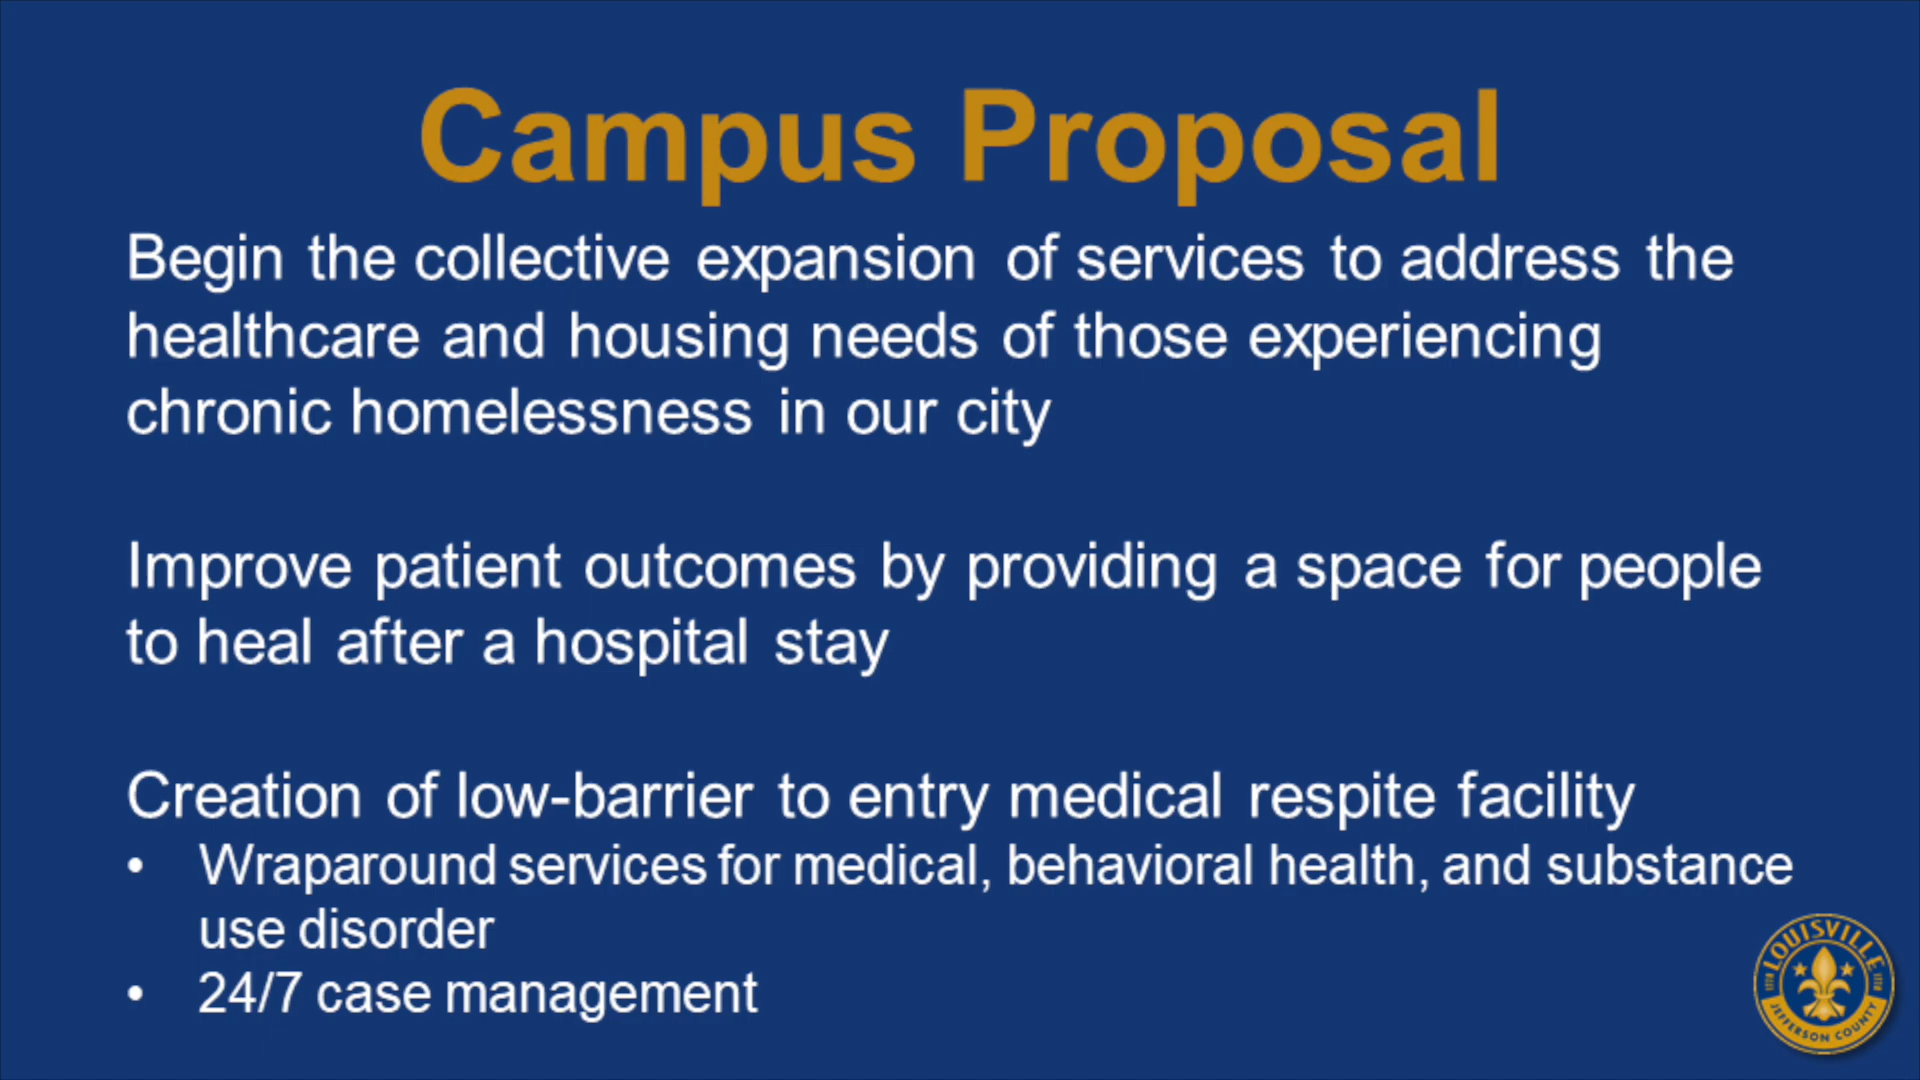 Campus Proposal
Begin the collective expansion of services to address the
healthcare and housing needs of those experiencing
chronic homelessness in our city
Improve patient outcomes by providing a space for people
to heal after a hospital stay
Creation of low-barrier to entry medical respite facility
• Wraparound services for medical, behavioral health, and substance
use disorder
• 24/7 case management
LOUISVILLE
JEFFERSON COUNTY